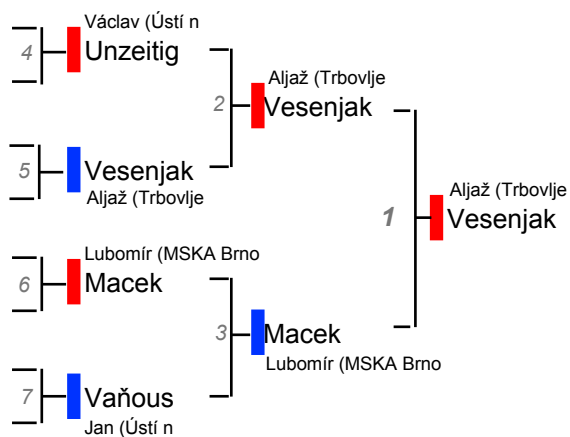 Václav (Ústí n
4
Unzeitig
2
Aljaž (Trbovlje
Vesenjak
5
Vesenjak
Aljaž (Trbovlje
1
Aljaž (Trbovlje
Vesenjak
Lubomír (MSKA Brno
6
Macek
3
Macek
Lubomír (MSKA Brno
7
Vaňous
Jan (Ústí n